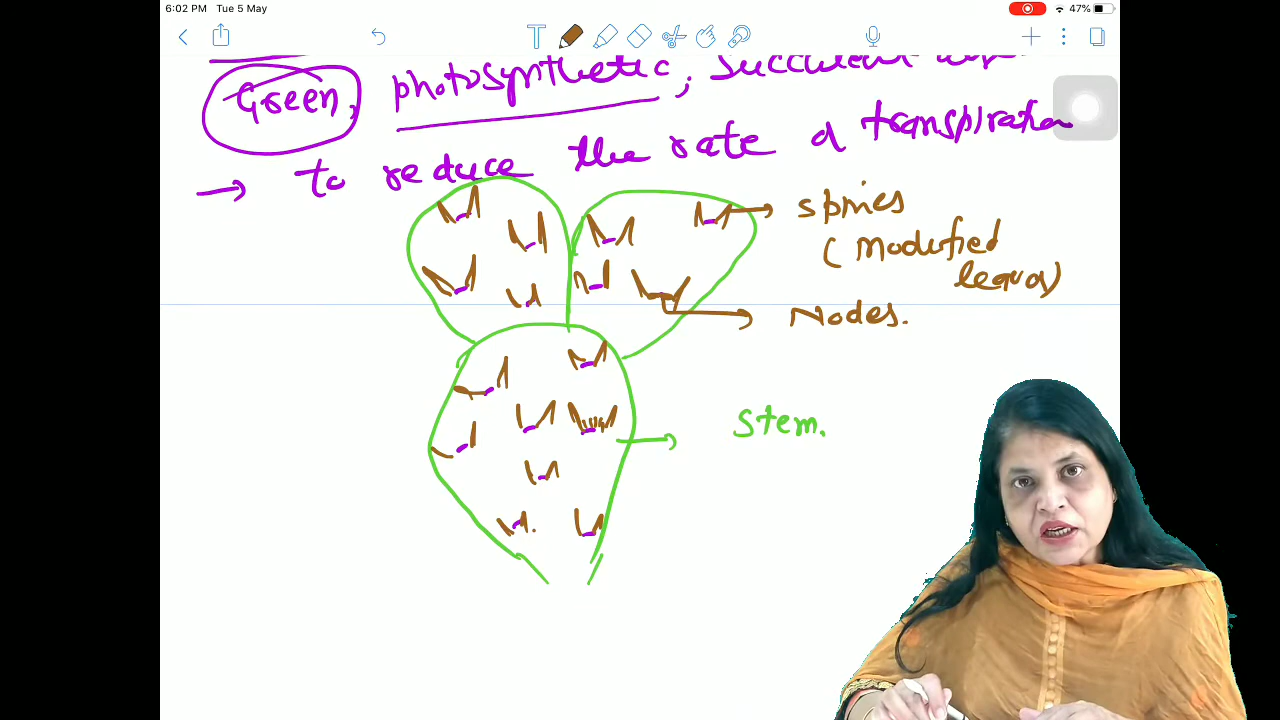 6:02 PM Tue 5 May
47%
T
Green, photosynthetic, Succulent
→ to reduce the rate of transpiration
spines
(Modified
leaves)
Nodes.
Stem.